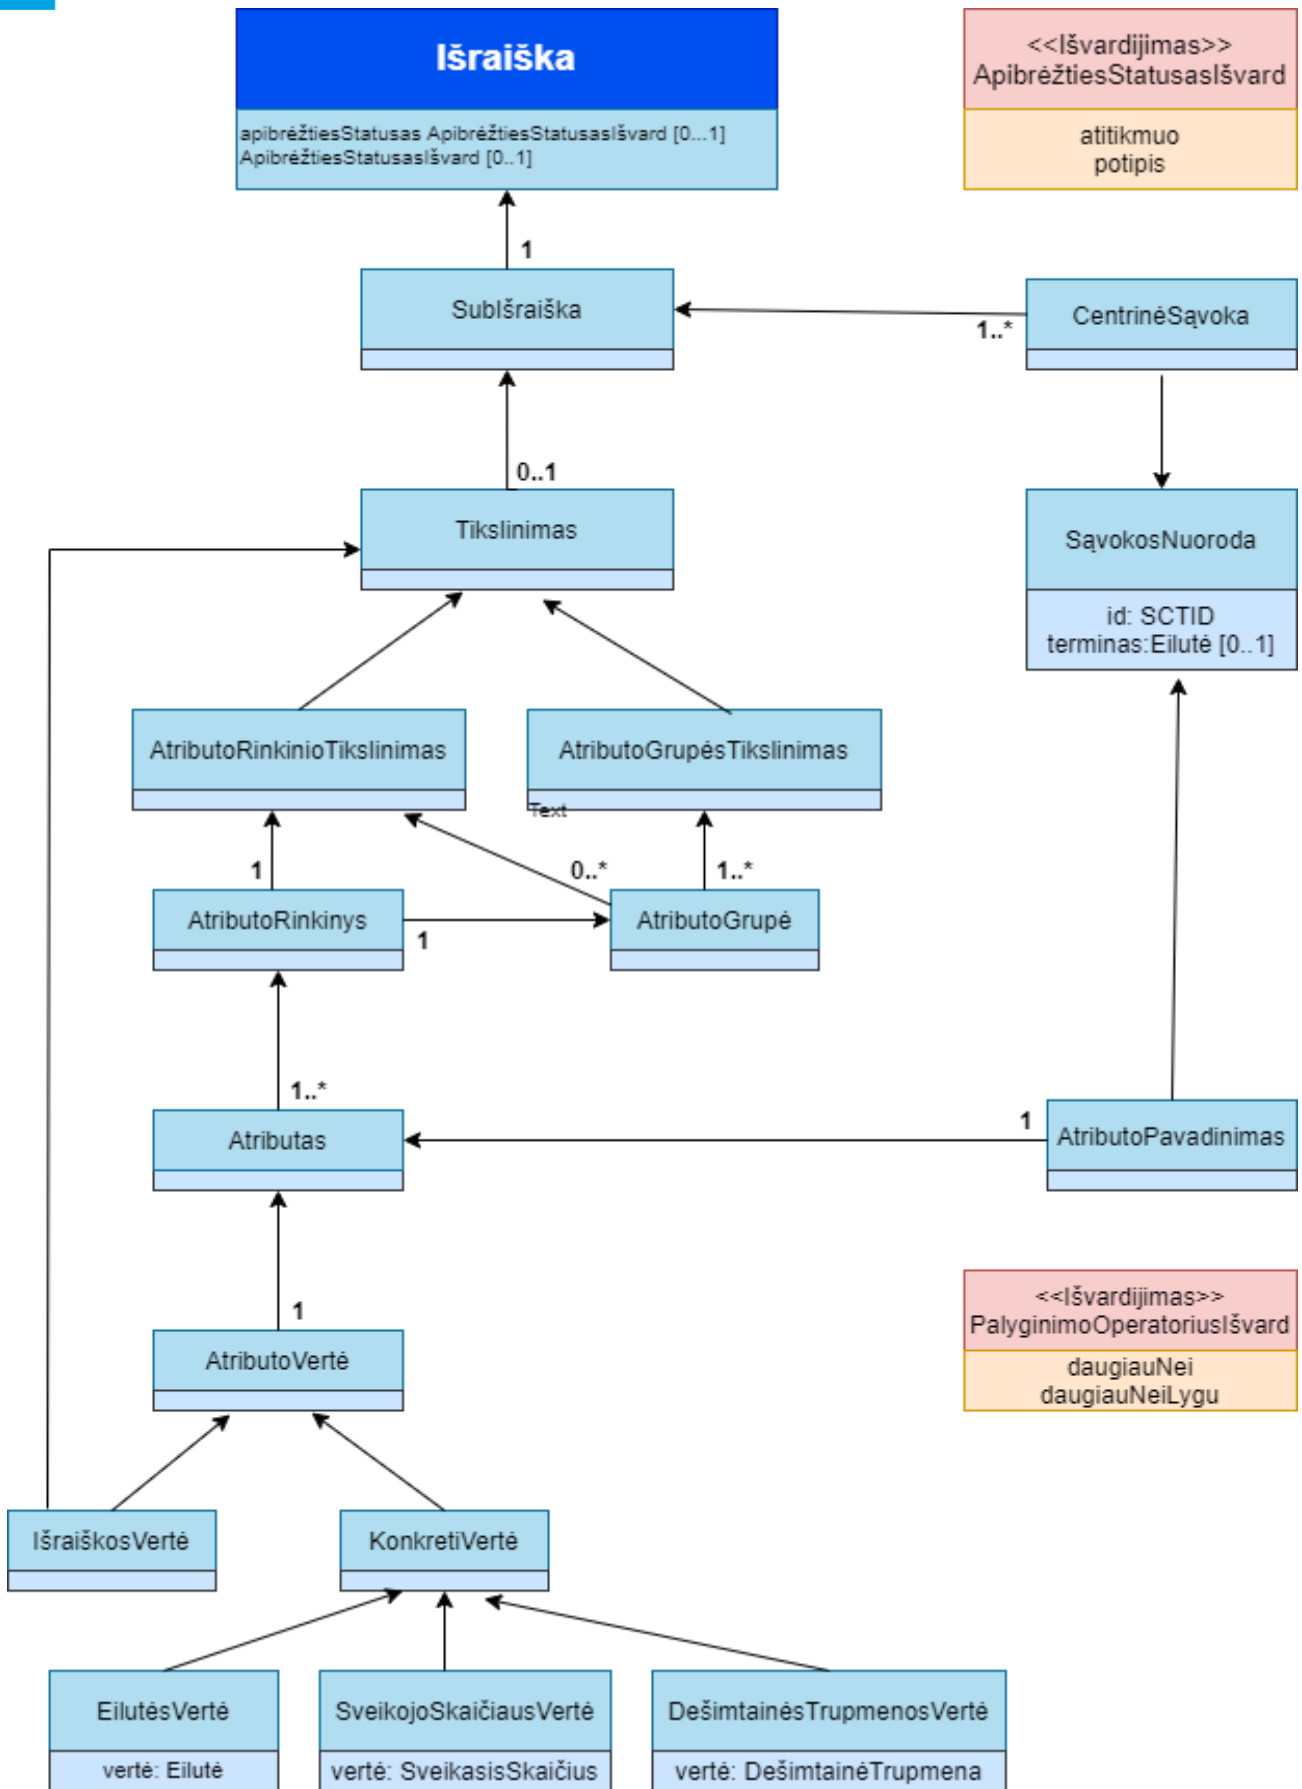 Išraiška
apibrėžtiesStatusas ApibrėžtiesStatusasIšvard [0...1]
ApibrėžtiesStatusasIšvard [0..1]
<<Išvardijimas>>
ApibrėžtiesStatusasIšvard
atitikmuo
potipis
1
SubIšraiška
1..*
CentrinėSąvoka
0..1
Tikslinimas
SąvokosNuoroda
id: SCTID
terminas:Eilutė [0..1]
AtributoRinkinioTikslinimas
AtributoGrupėsTikslinimas
Text
1
0..*
1..*
AtributoRinkinys
1
AtributoGrupė
1..*
Atributas
1
AtributoPavadinimas
1
AtributoVertė
<<Išvardijimas>>
PalyginimoOperatoriusIšvard
daugiauNei
daugiauNeiLygu
IšraiškosVertė
KonkretiVertė
EilutėsVertė
vertė: Eilutė
SveikojoSkaičiausVertė
vertė: SveikasisSkaičius
DešimtainėsTrupmenosVertė
vertė: DešimtainėTrupmena